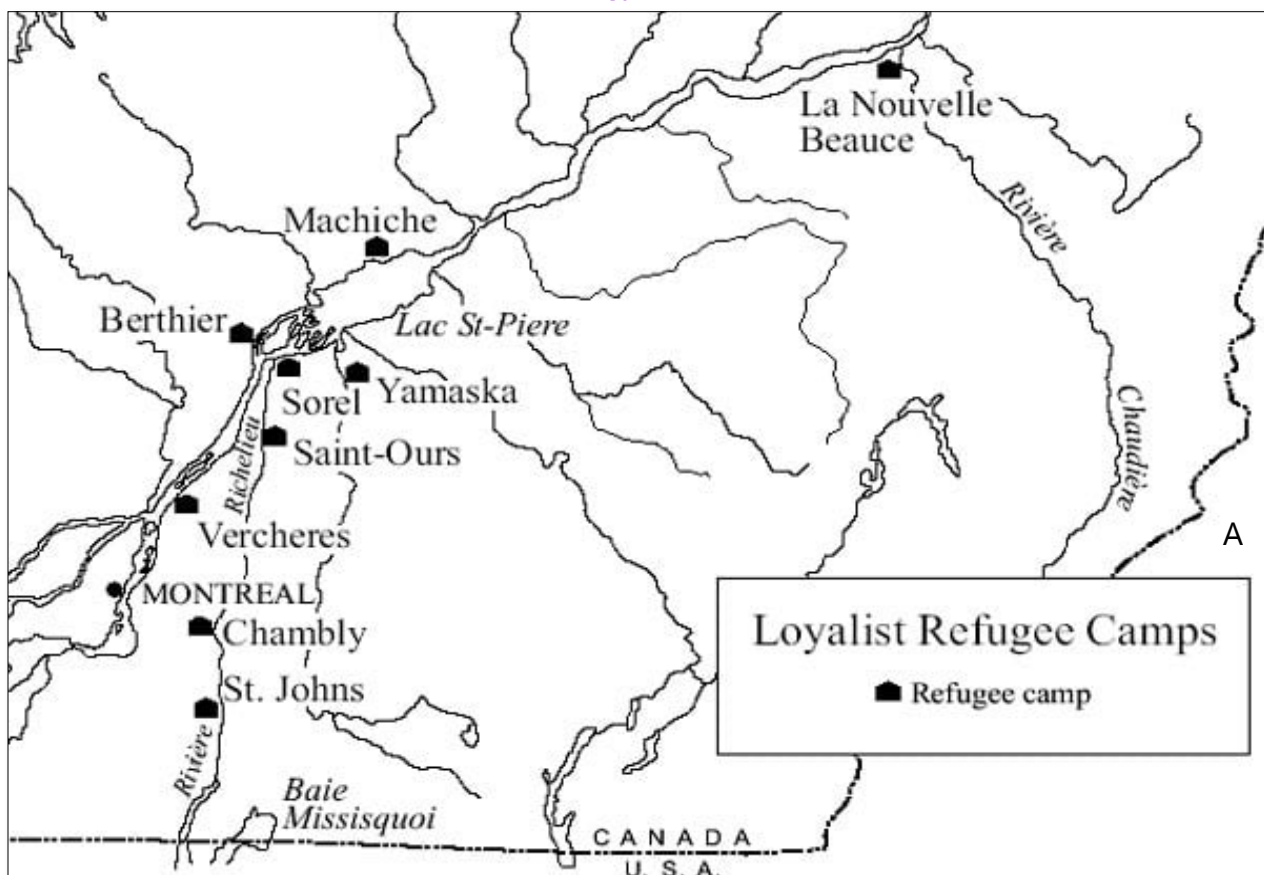 La Nouvelle
Beauce
Rivière
Machiche
Berthier
Lac St-Piere
Sorel
Yamaska
Chaudière
Richelieu
Saint-Ours
Vercheres
A
MONTREAL
Chambly
Loyalist Refugee Camps
Refugee camp
St. Johns
Rivière
Baie
Missisquoi
CANADA
U. S. A.